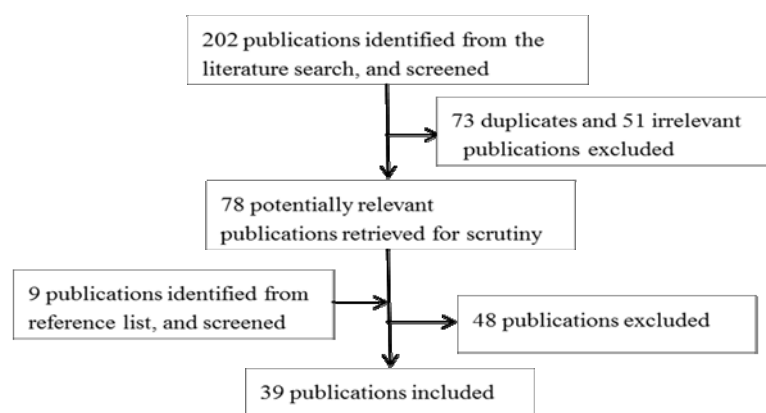 202 publications identified from the
literature search, and screened
73 duplicates and 51 irrelevant
publications excluded
78 potentially relevant
publications retrieved for scrutiny
9 publications identified from
reference list, and screened
48 publications excluded
39 publications included